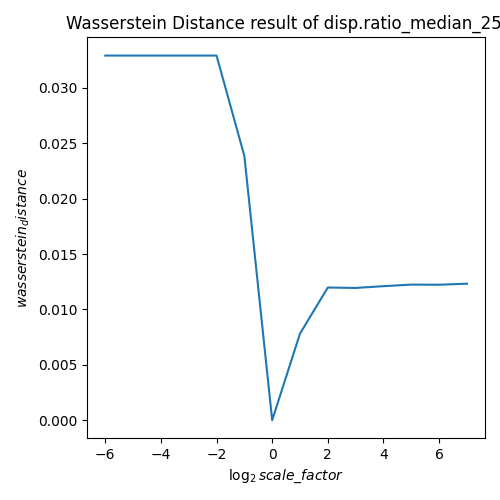 Wasserstein Distance result of disp.ratio_median_25
0.030
0.025
0.020
0.015
0.010
0.005
0.000
wasserstein_distance
−6 −4 −2 0 2 4 6
log₂ scale_factor